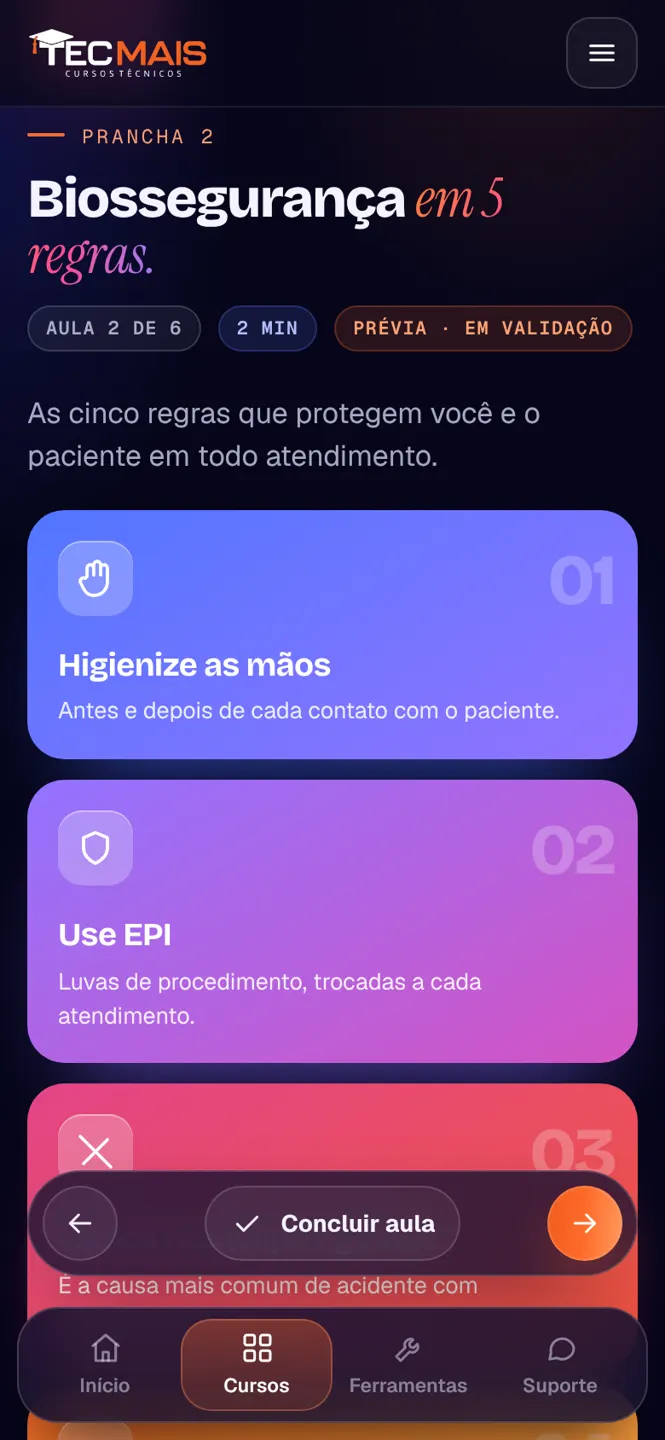 TECMAIS
CURSOS TÉCNICOS
PRANCHA 2
Biossegurança em 5
regras.
AULA 2 DE 6
2 MIN
PRÉVIA · EM VALIDAÇÃO
As cinco regras que protegem você e o
paciente em todo atendimento.
01
Higienize as mãos
Antes e depois de cada contato com o paciente.
02
Use EPI
Luvas de procedimento, trocadas a cada
atendimento.
03
Concluir aula
É a causa mais comum de acidente com
Início
Cursos
Ferramentas
Suporte